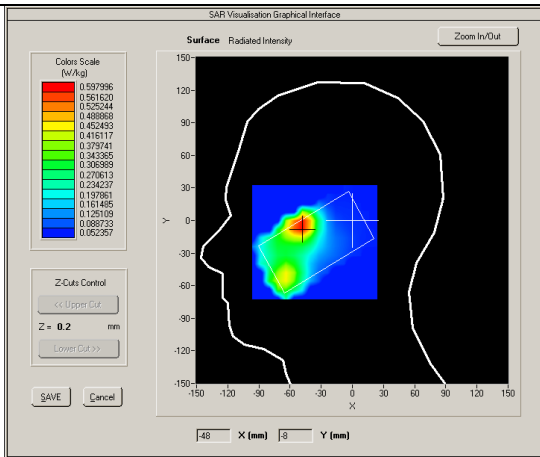 SAR Visualisation Graphical Interface
Surface Radiated Intensity
Zoom In/Out
Colors Scale
(W/kg)
0.597996
0.561620
0.525244
0.488868
0.452493
0.416117
0.379741
0.343365
0.306989
0.270613
0.234237
0.197861
0.161485
0.125109
0.088733
0.052357
Z-Cuts Control
<< Upper Cut
Z = 0.2 mm
Lower Cut >>
SAVE Cancel
150
120
90
60
30
0
-30
-60
-90
-120
-150
Y
-150 -120 -90 -60 -30 0 30 60 90 120 150
X
-48 X (mm) -8 Y (mm)